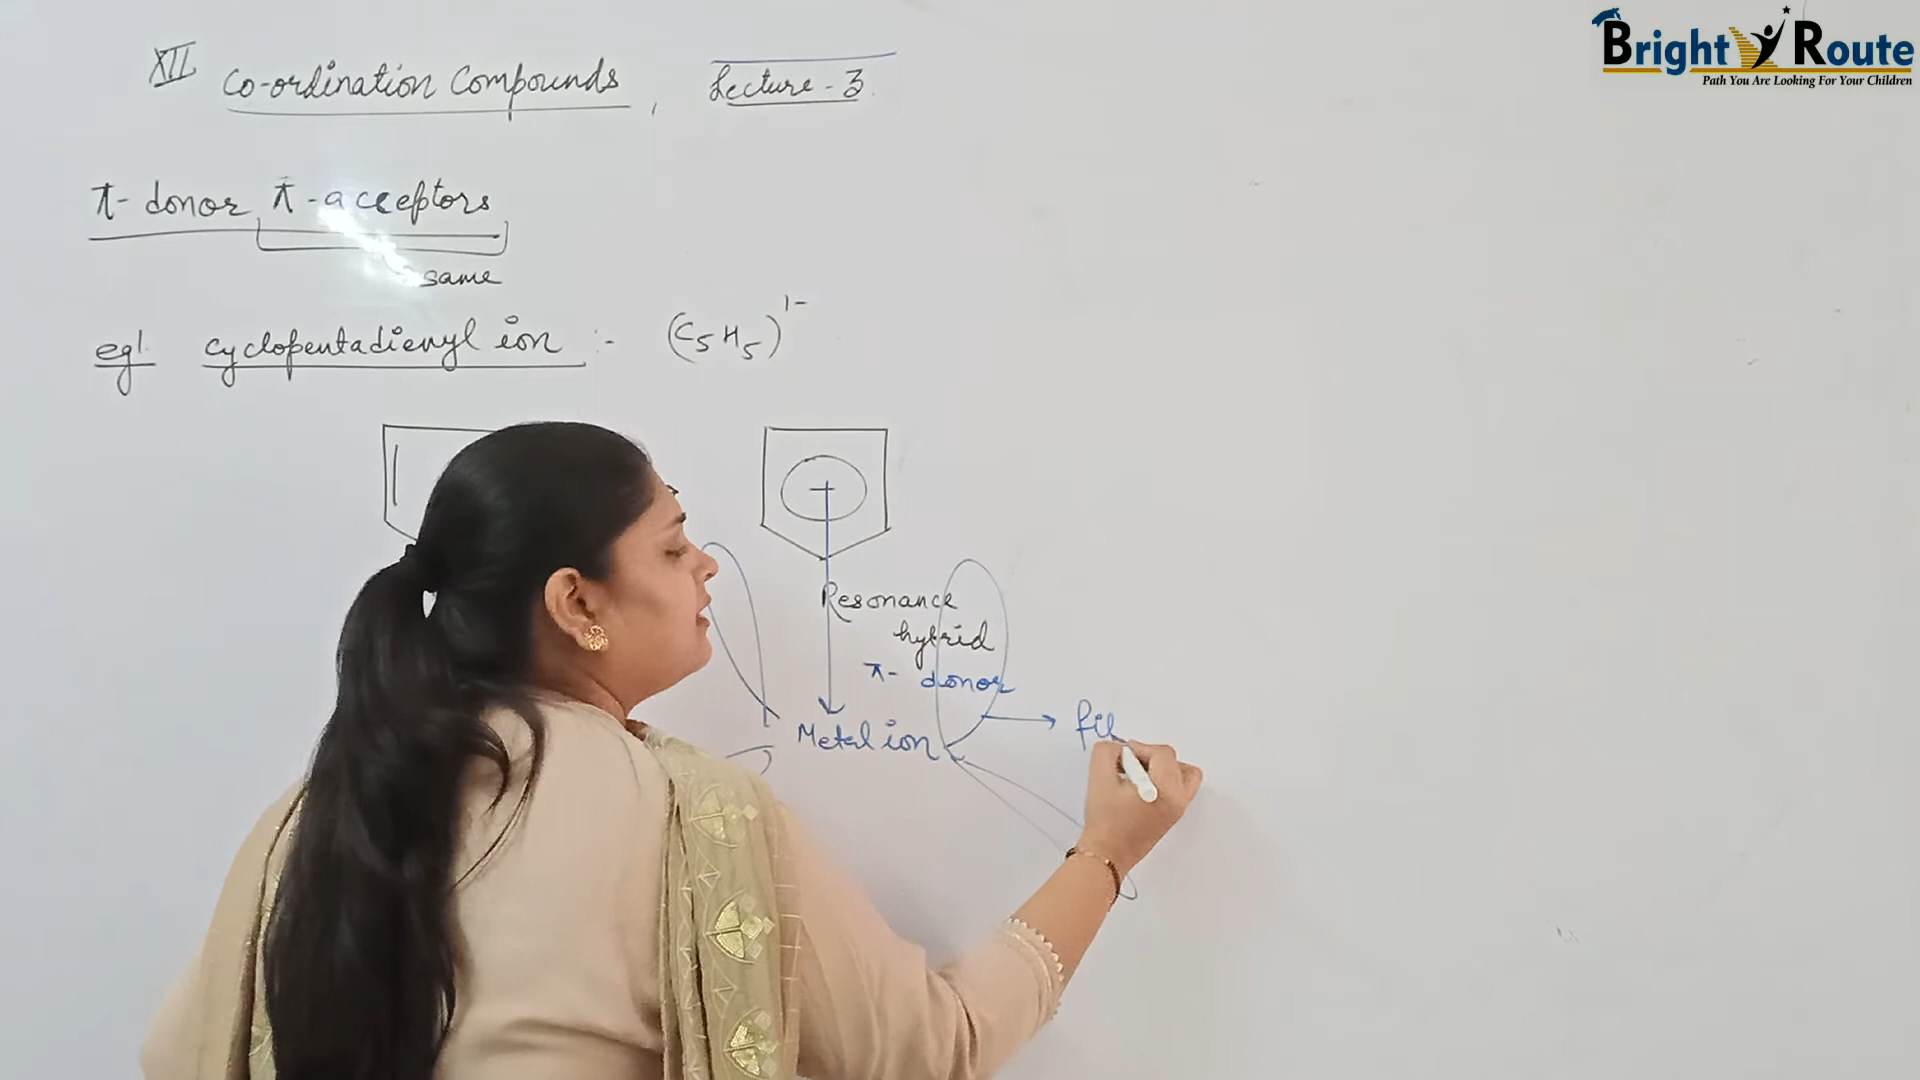 XII Co-ordination Compounds, Lecture - 3.
Bright Route
Path You Are Looking For Your Children
π- donor, π - acceptors
same
eg1. cyclopentadienyl ion :- (C5H5)1-
Resonance
hybrid
π- donor
Metal ion